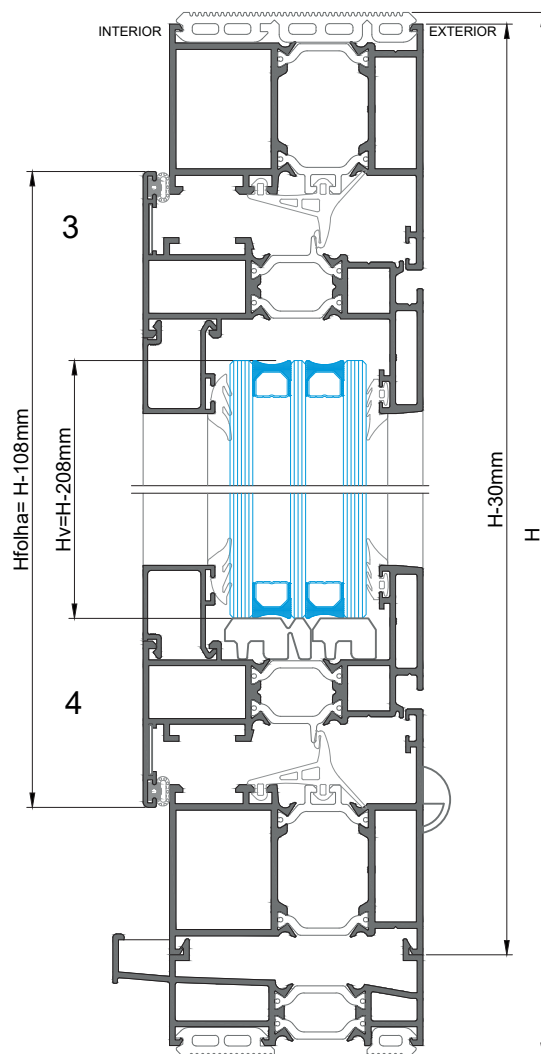 INTERIOR
EXTERIOR
3
Hfolha= H-108mm
Hv=H-208mm
H-30mm
H
4